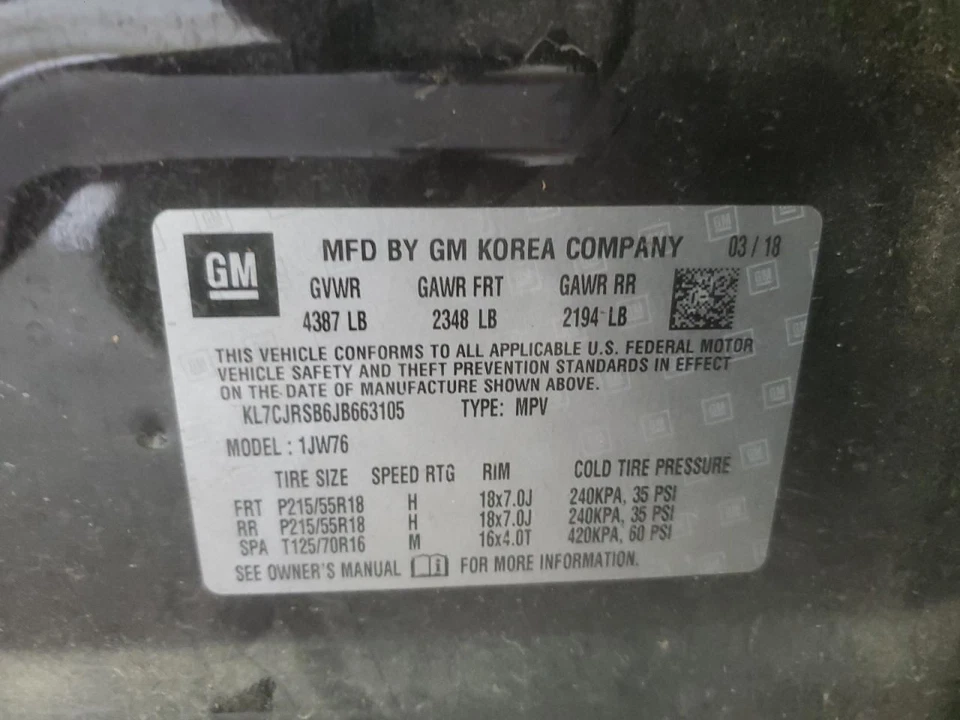 GM
MFD BY GM KOREA COMPANY 03 / 18
GVWR GAWR FRT GAWR RR
4387 LB 2348 LB 2194 LB
THIS VEHICLE CONFORMS TO ALL APPLICABLE U.S. FEDERAL MOTOR
VEHICLE SAFETY AND THEFT PREVENTION STANDARDS IN EFFECT
ON THE DATE OF MANUFACTURE SHOWN ABOVE.
KL7CJRSB6JB663105 TYPE: MPV
MODEL : 1JW76
TIRE SIZE SPEED RTG RIM COLD TIRE PRESSURE
FRT P215/55R18 H 18x7.0J 240KPA, 35 PSI
RR P215/55R18 H 18x7.0J 240KPA, 35 PSI
SPA T125/70R16 M 16x4.0T 420KPA, 60 PSI
SEE OWNER'S MANUAL FOR MORE INFORMATION.